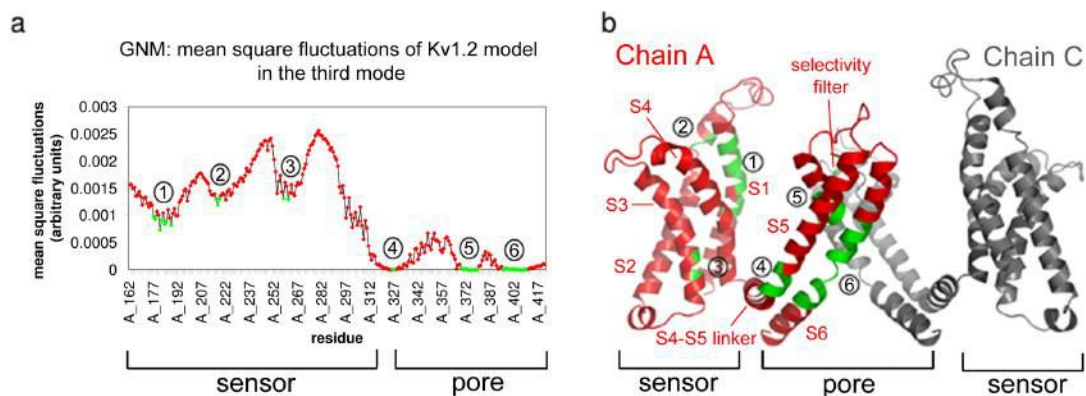 a
GNM: mean square fluctuations of Kv1.2 model
in the third mode
mean square fluctuations
(arbitrary units)
0.003
0.0025
0.002
0.0015
0.001
0.0005
0
① ② ③ ④ ⑤ ⑥
A_162 A_177 A_192 A_207 A_222 A_237 A_252 A_267 A_282 A_297 A_312 A_327 A_342 A_357 A_372 A_387 A_402 A_417
residue
sensor pore
b
Chain A
Chain C
selectivity
filter
S4
②
①
S1
S3
⑤
S5
S2
③
④
⑥
S4-S5 linker
S6
sensor pore sensor